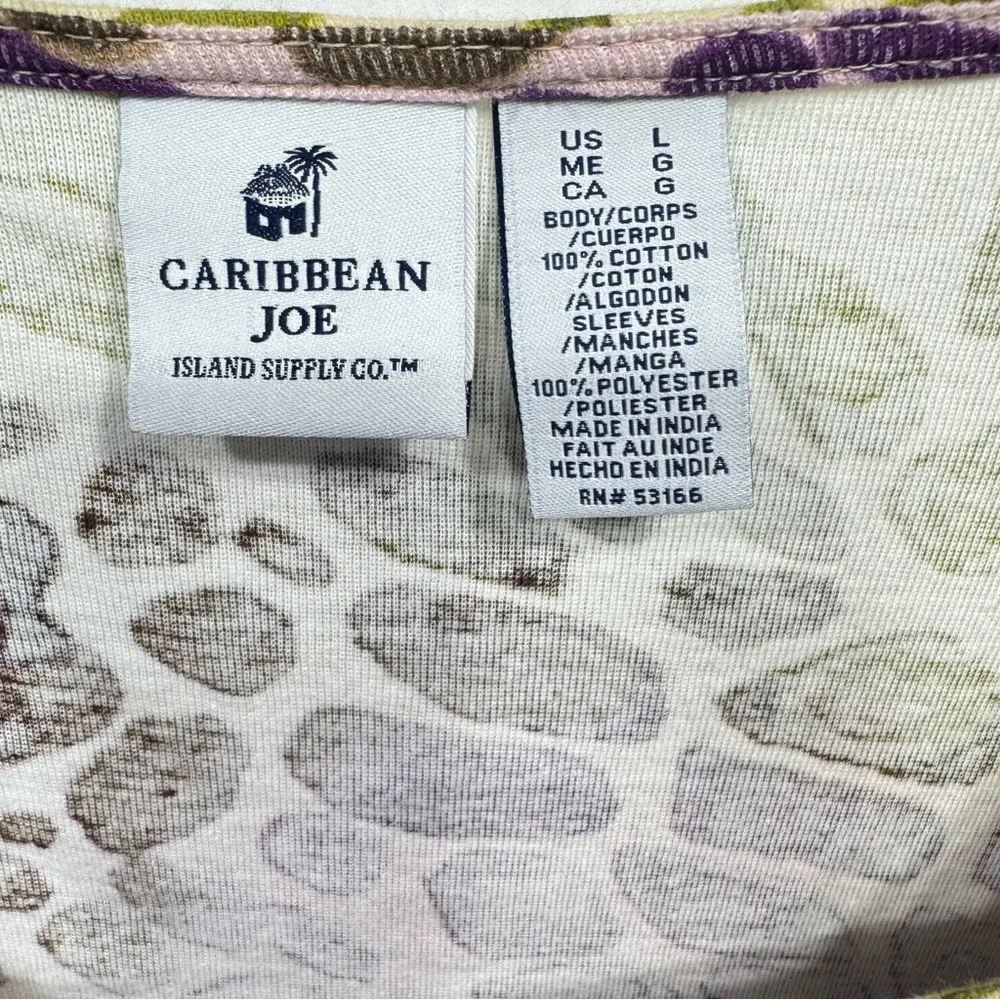 CARIBBEAN
JOE
ISLAND SUPPLY CO.™
US L
ME G
CA G
BODY/CORPS
/CUERPO
100% COTTON
/COTON
/ALGODON
SLEEVES
/MANCHES
/MANGA
100% POLYESTER
/POLIESTER
MADE IN INDIA
FAIT AU INDE
HECHO EN INDIA
RN# 53166